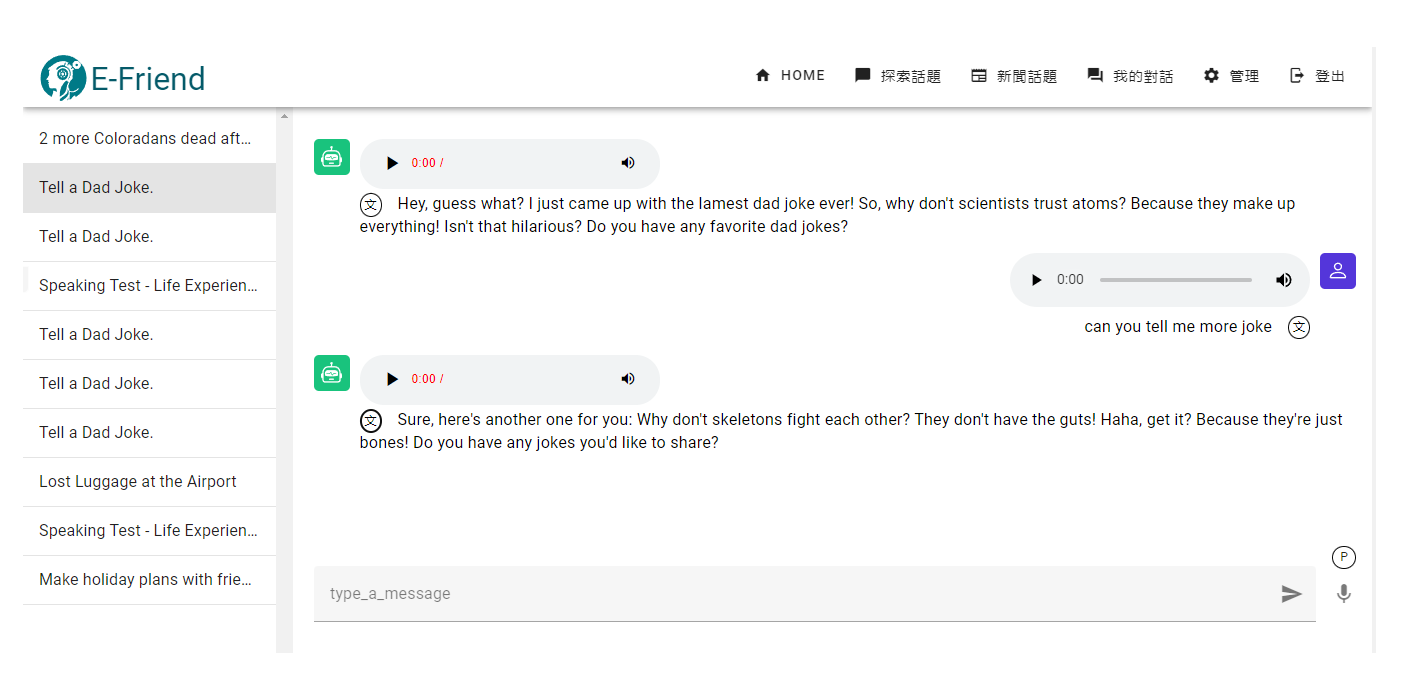 E-Friend
HOME
探索話題
新聞話題
我的對話
管理
登出
2 more Coloradans dead aft...
Tell a Dad Joke.
Tell a Dad Joke.
Speaking Test - Life Experien...
Tell a Dad Joke.
Tell a Dad Joke.
Tell a Dad Joke.
Lost Luggage at the Airport
Speaking Test - Life Experien...
Make holiday plans with frie...
0:00 /
文 Hey, guess what? I just came up with the lamest dad joke ever! So, why don't scientists trust atoms? Because they make up
everything! Isn't that hilarious? Do you have any favorite dad jokes?
0:00
can you tell me more joke 文
0:00 /
文 Sure, here's another one for you: Why don't skeletons fight each other? They don't have the guts! Haha, get it? Because they're just
bones! Do you have any jokes you'd like to share?
P
type_a_message